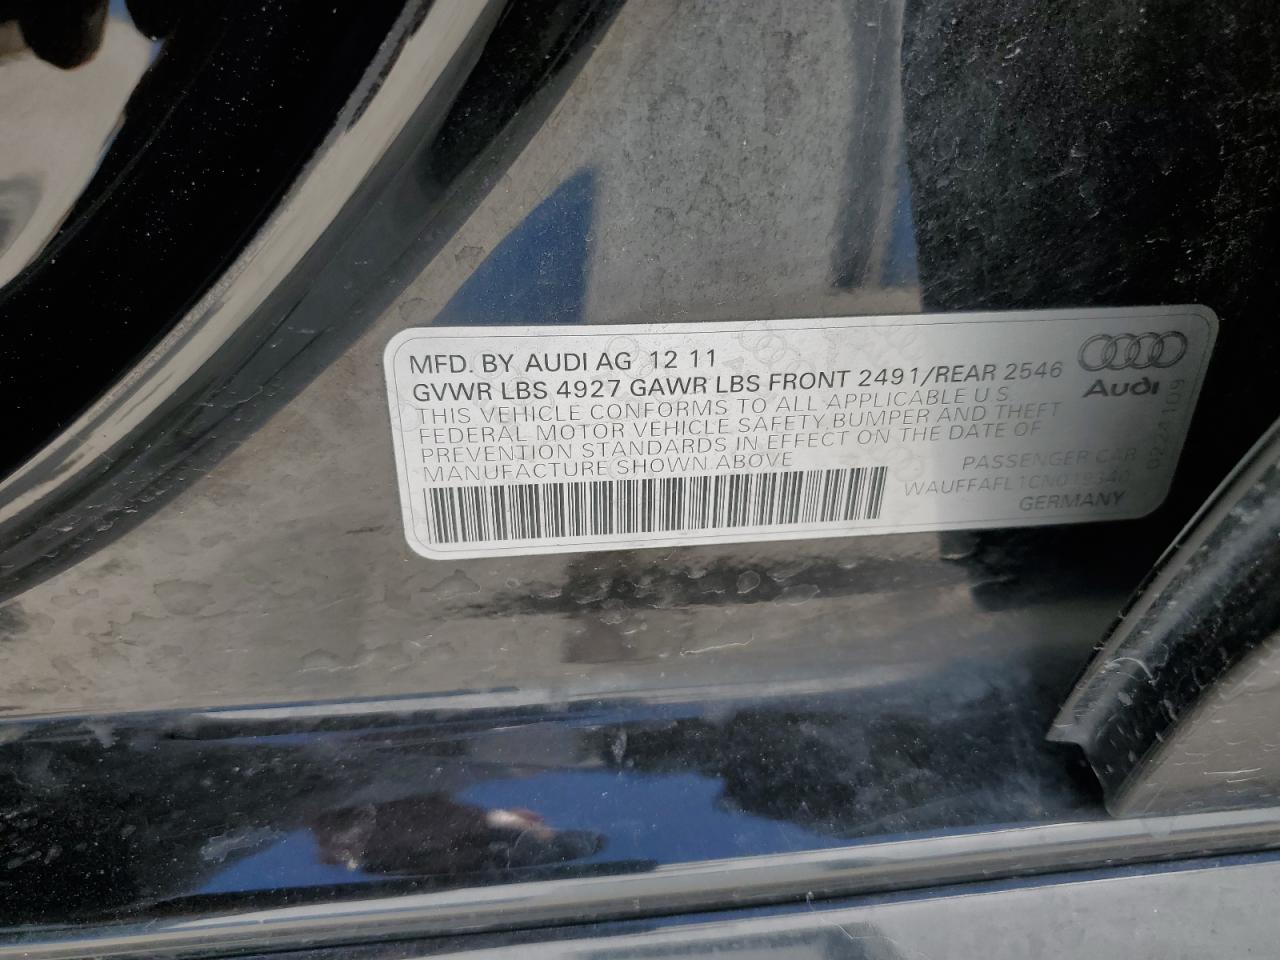 MFD. BY AUDI AG 12 11
GVWR LBS 4927 GAWR LBS FRONT 2491/REAR 2546
THIS VEHICLE CONFORMS TO ALL APPLICABLE U.S.
FEDERAL MOTOR VEHICLE SAFETY, BUMPER AND THEFT
PREVENTION STANDARDS IN EFFECT ON THE DATE OF
MANUFACTURE SHOWN ABOVE
Audi
PASSENGER CAR
WAUFFAFL1CN019340
GERMANY
0224109